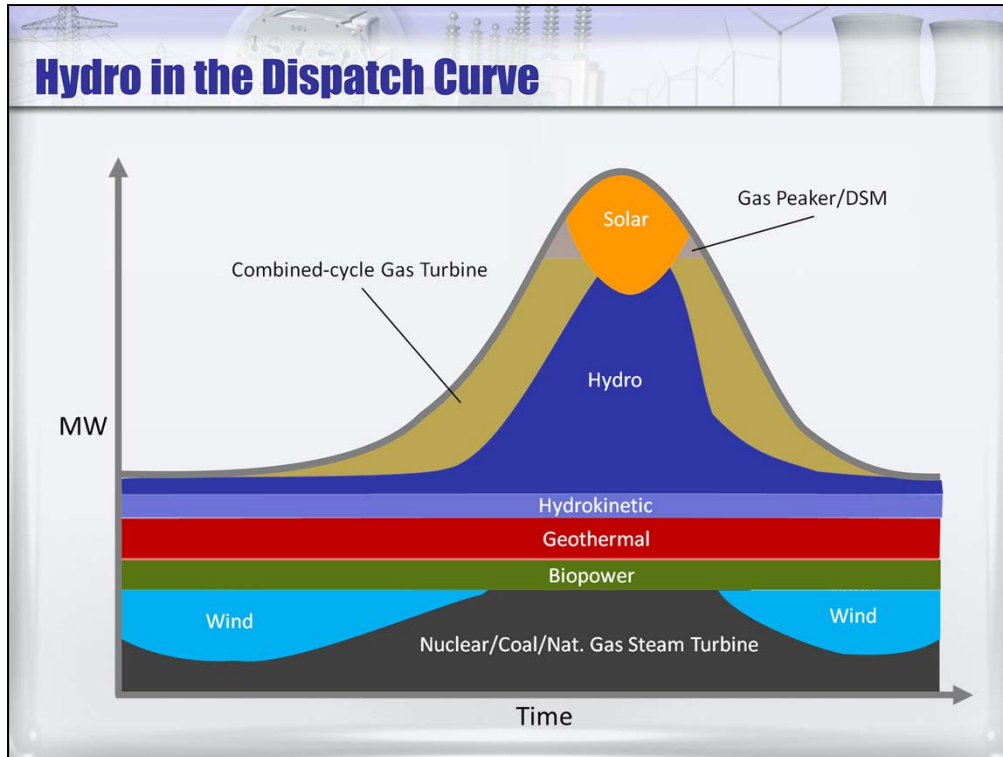 Hydro in the Dispatch Curve
Solar
Gas Peaker/DSM
Combined-cycle Gas Turbine
Hydro
MW
Hydrokinetic
Geothermal
Biopower
Wind
Wind
Nuclear/Coal/Nat. Gas Steam Turbine
Time